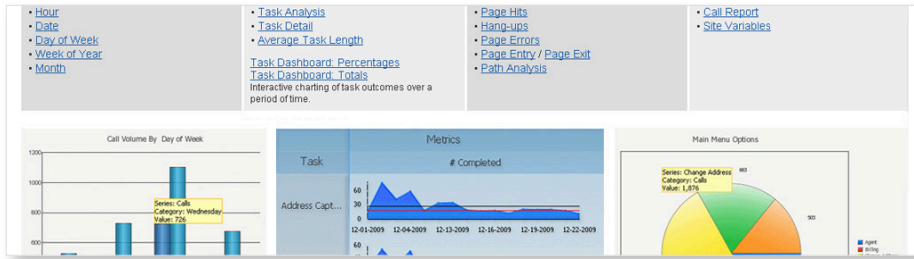 • Hour
• Date
• Day of Week
• Week of Year
• Month
• Task Analysis
• Task Detail
• Average Task Length
Task Dashboard: Percentages
Task Dashboard: Totals
Interactive charting of task outcomes over a
period of time.
• Page Hits
• Hang-ups
• Page Errors
• Page Entry / Page Exit
• Path Analysis
• Call Report
• Site Variables
Call Volume By Day of Week
1200
1000
800
600
Series: Calls
Category: Wednesday
Value: 726
Metrics
Task
# Completed
Address Capt...
60
30
0
12-01-2009 12-04-2009 12-13-2009 12-16-2009 12-19-2009 12-22-2009
60
Main Menu Options
Series: Change Address
Category: Calls
Value: 1,876
Agent
Billing